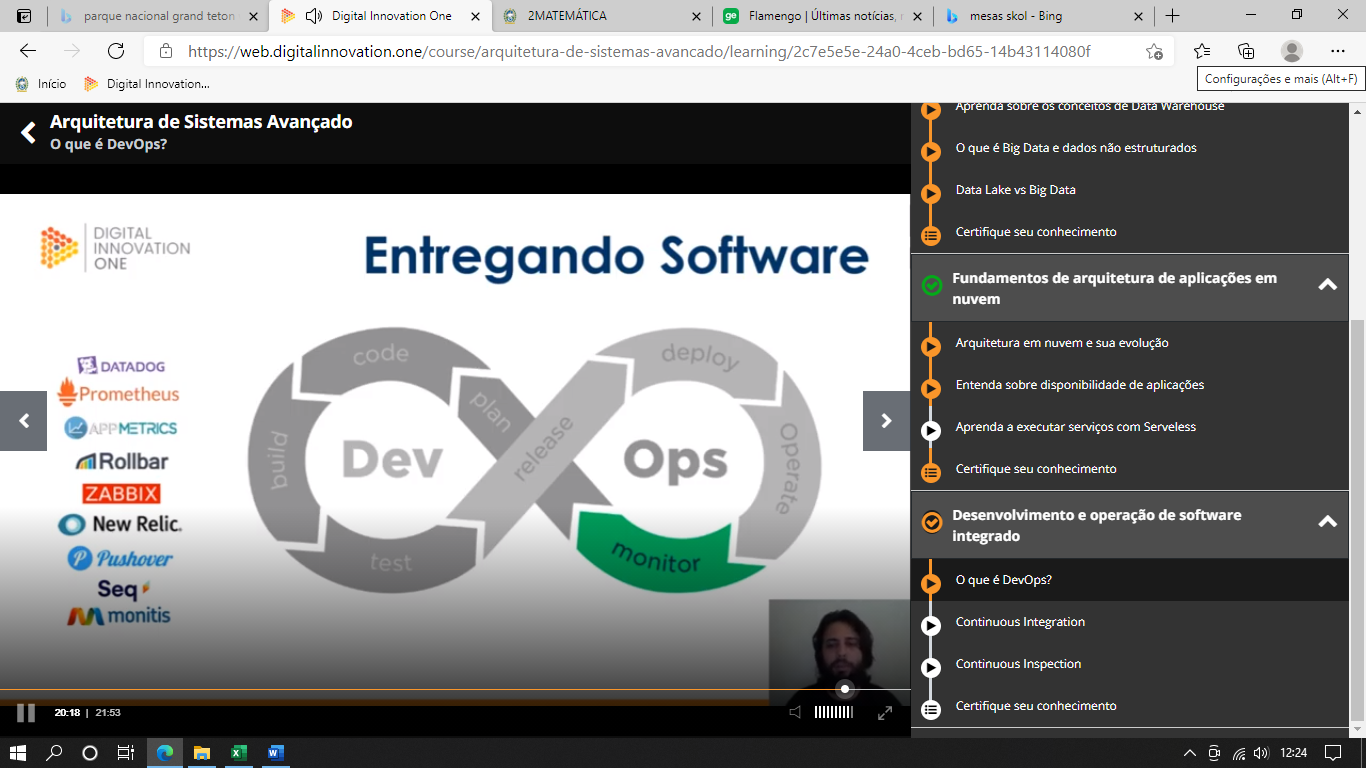 parque nacional grand teton
Digital Innovation One
2MATEMÁTICA
ge
Flamengo | Últimas notícias,
mesas skol - Bing
https://web.digitalinnovation.one/course/arquitetura-de-sistemas-avancado/learning/2c7e5e5e-24a0-4ceb-bd65-14b43114080f
Início
Digital Innovation...
Configurações e mais (Alt+F)
Arquitetura de Sistemas Avançado
O que é DevOps?
DIGITAL
INNOVATION
ONE
Entregando Software
DATADOG
Prometheus
APPMETRICS
Rollbar
ZABBIX
New Relic.
Pushover
Seq
monitis
code
plan
build
Dev
test
release
deploy
Operate
Ops
monitor
20:18 | 21:53
Aprenda sobre os conceitos de Data Warehouse
O que é Big Data e dados não estruturados
Data Lake vs Big Data
Certifique seu conhecimento
Fundamentos de arquitetura de aplicações em
nuvem
Arquitetura em nuvem e sua evolução
Entenda sobre disponibilidade de aplicações
Aprenda a executar serviços com Serveless
Certifique seu conhecimento
Desenvolvimento e operação de software
integrado
O que é DevOps?
Continuous Integration
Continuous Inspection
Certifique seu conhecimento
12:24